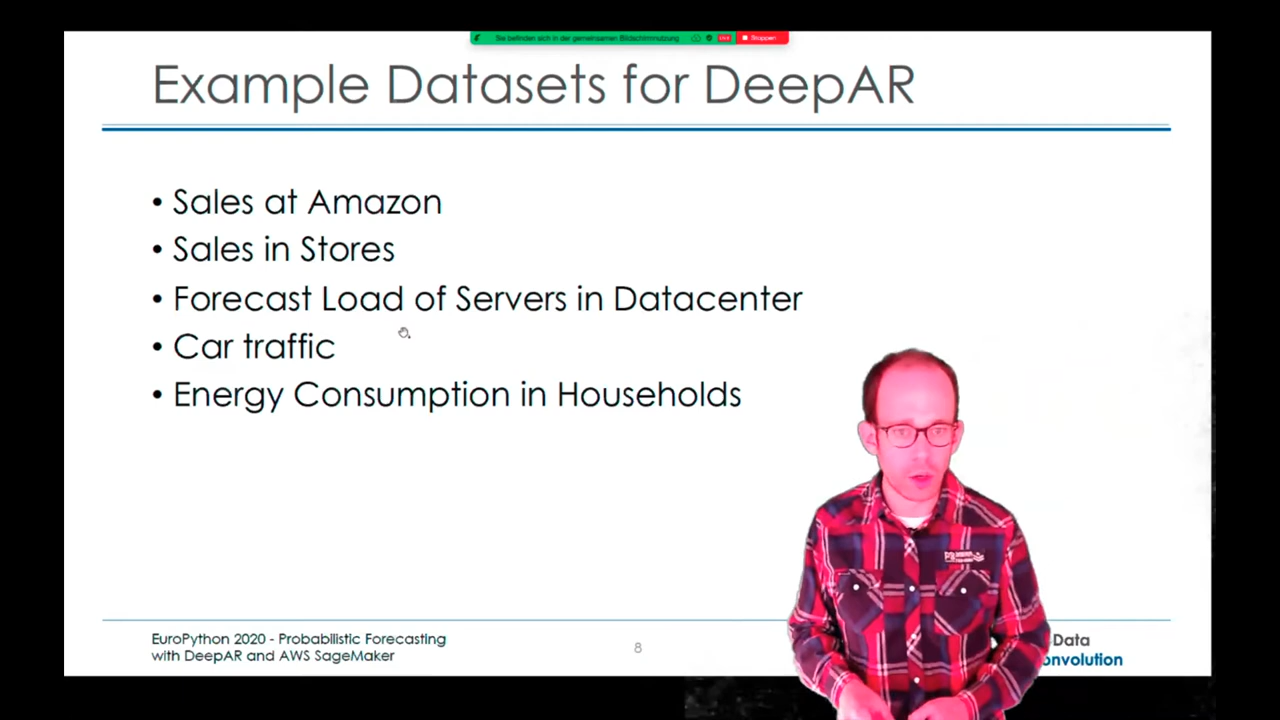 Sie befinden sich in der gemeinsamen Bildschirmnutzung
LIVE
Stoppen
Example Datasets for DeepAR
• Sales at Amazon
• Sales in Stores
• Forecast Load of Servers in Datacenter
• Car traffic
• Energy Consumption in Households
EuroPython 2020 - Probabilistic Forecasting
with DeepAR and AWS SageMaker
8
Data
onvolution